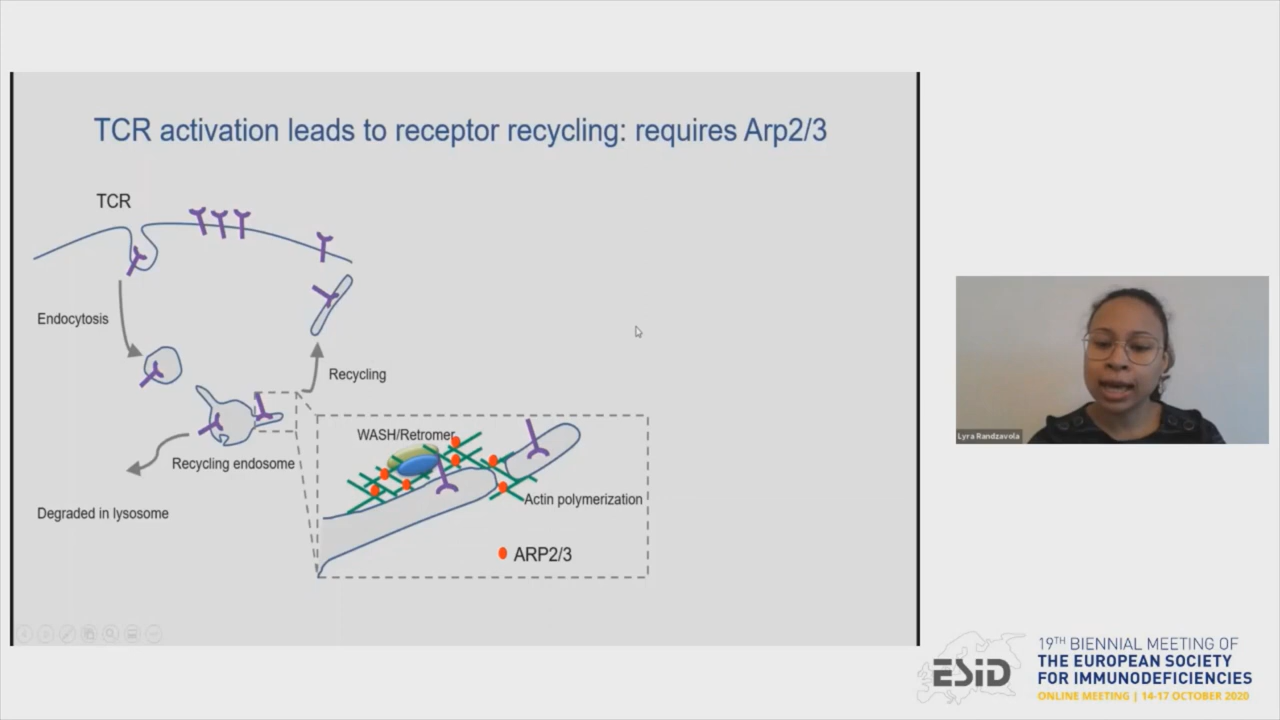 TCR activation leads to receptor recycling: requires Arp2/3
TCR
Endocytosis
Recycling
WASH/Retromer
Recycling endosome
Actin polymerization
Degraded in lysosome
ARP2/3
Lyra Randzavola
ESID
19TH BIENNIAL MEETING OF
THE EUROPEAN SOCIETY
FOR IMMUNODEFICIENCIES
ONLINE MEETING | 14-17 OCTOBER 2020